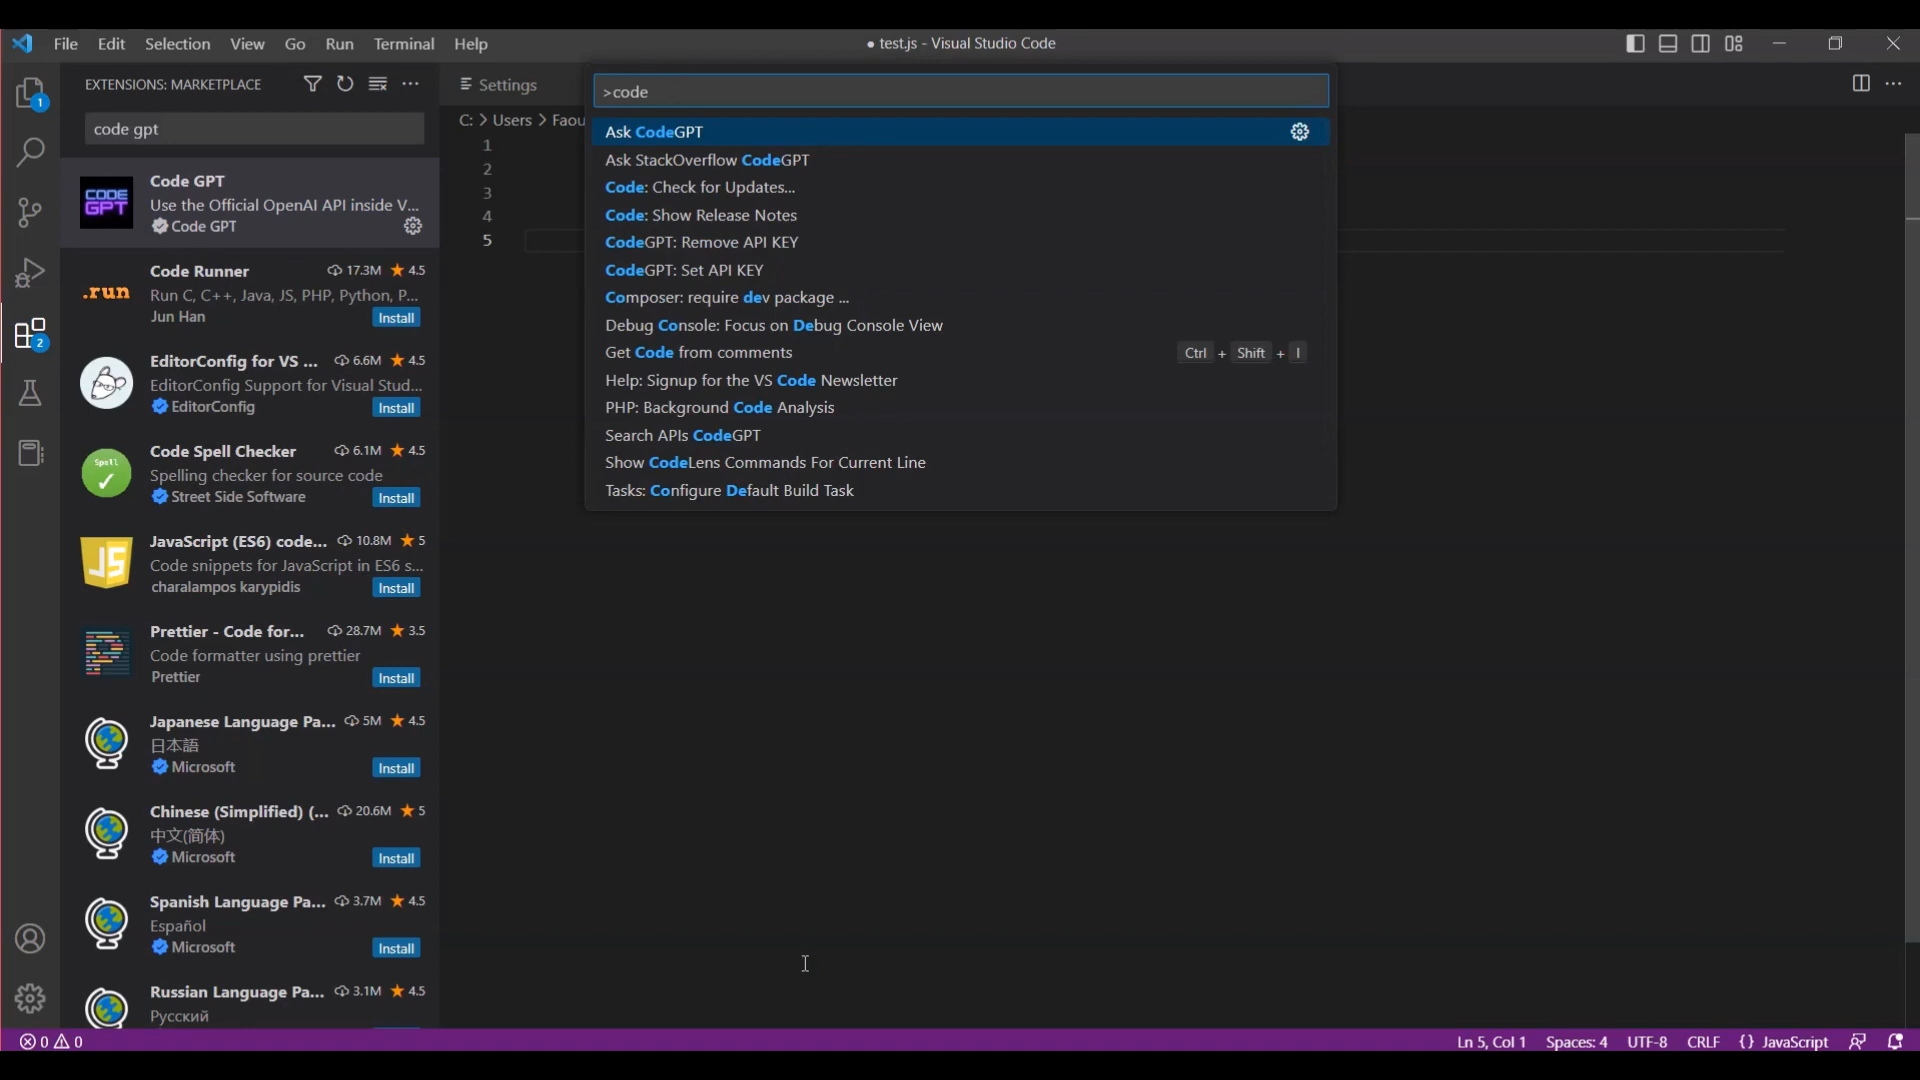 File Edit Selection View Go Run Terminal Help
● test.js - Visual Studio Code
EXTENSIONS: MARKETPLACE
code gpt
1
2
CODE GPT
Code GPT
Use the Official OpenAI API inside V...
Code GPT
.run
Code Runner 17.3M ★ 4.5
Run C, C++, Java, JS, PHP, Python, P...
Jun Han Install
EditorConfig for VS ... 6.6M ★ 4.5
EditorConfig Support for Visual Stud...
EditorConfig Install
Spell
Code Spell Checker 6.1M ★ 4.5
Spelling checker for source code
Street Side Software Install
JS
JavaScript (ES6) code... 10.8M ★ 5
Code snippets for JavaScript in ES6 s...
charalampos karypidis Install
Prettier - Code for... 28.7M ★ 3.5
Code formatter using prettier
Prettier Install
Japanese Language Pa... 5M ★ 4.5
日本語
Microsoft Install
Chinese (Simplified) (... 20.6M ★ 5
中文(简体)
Microsoft Install
Spanish Language Pa... 3.7M ★ 4.5
Español
Microsoft Install
Russian Language Pa... 3.1M ★ 4.5
Русский
Settings
C: > Users > Faou
1
2
3
4
5
>code
Ask CodeGPT
Ask StackOverflow CodeGPT
Code: Check for Updates...
Code: Show Release Notes
CodeGPT: Remove API KEY
CodeGPT: Set API KEY
Composer: require dev package ...
Debug Console: Focus on Debug Console View
Get Code from comments Ctrl + Shift + I
Help: Signup for the VS Code Newsletter
PHP: Background Code Analysis
Search APIs CodeGPT
Show CodeLens Commands For Current Line
Tasks: Configure Default Build Task
0 0
Ln 5, Col 1 Spaces: 4 UTF-8 CRLF {} JavaScript